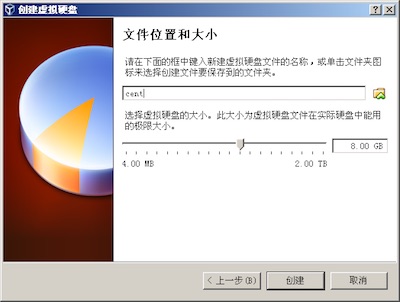 创建虚拟硬盘
文件位置和大小
请在下面的框中键入新建虚拟硬盘文件的名称，或单击文件夹图
标来选择创建文件要保存到的文件夹。
cent
选择虚拟硬盘的大小。此大小为虚拟硬盘文件在实际硬盘中能用
的极限大小。
8.00 GB
4.00 MB 2.00 TB
< 上一步(B) 创建 取消